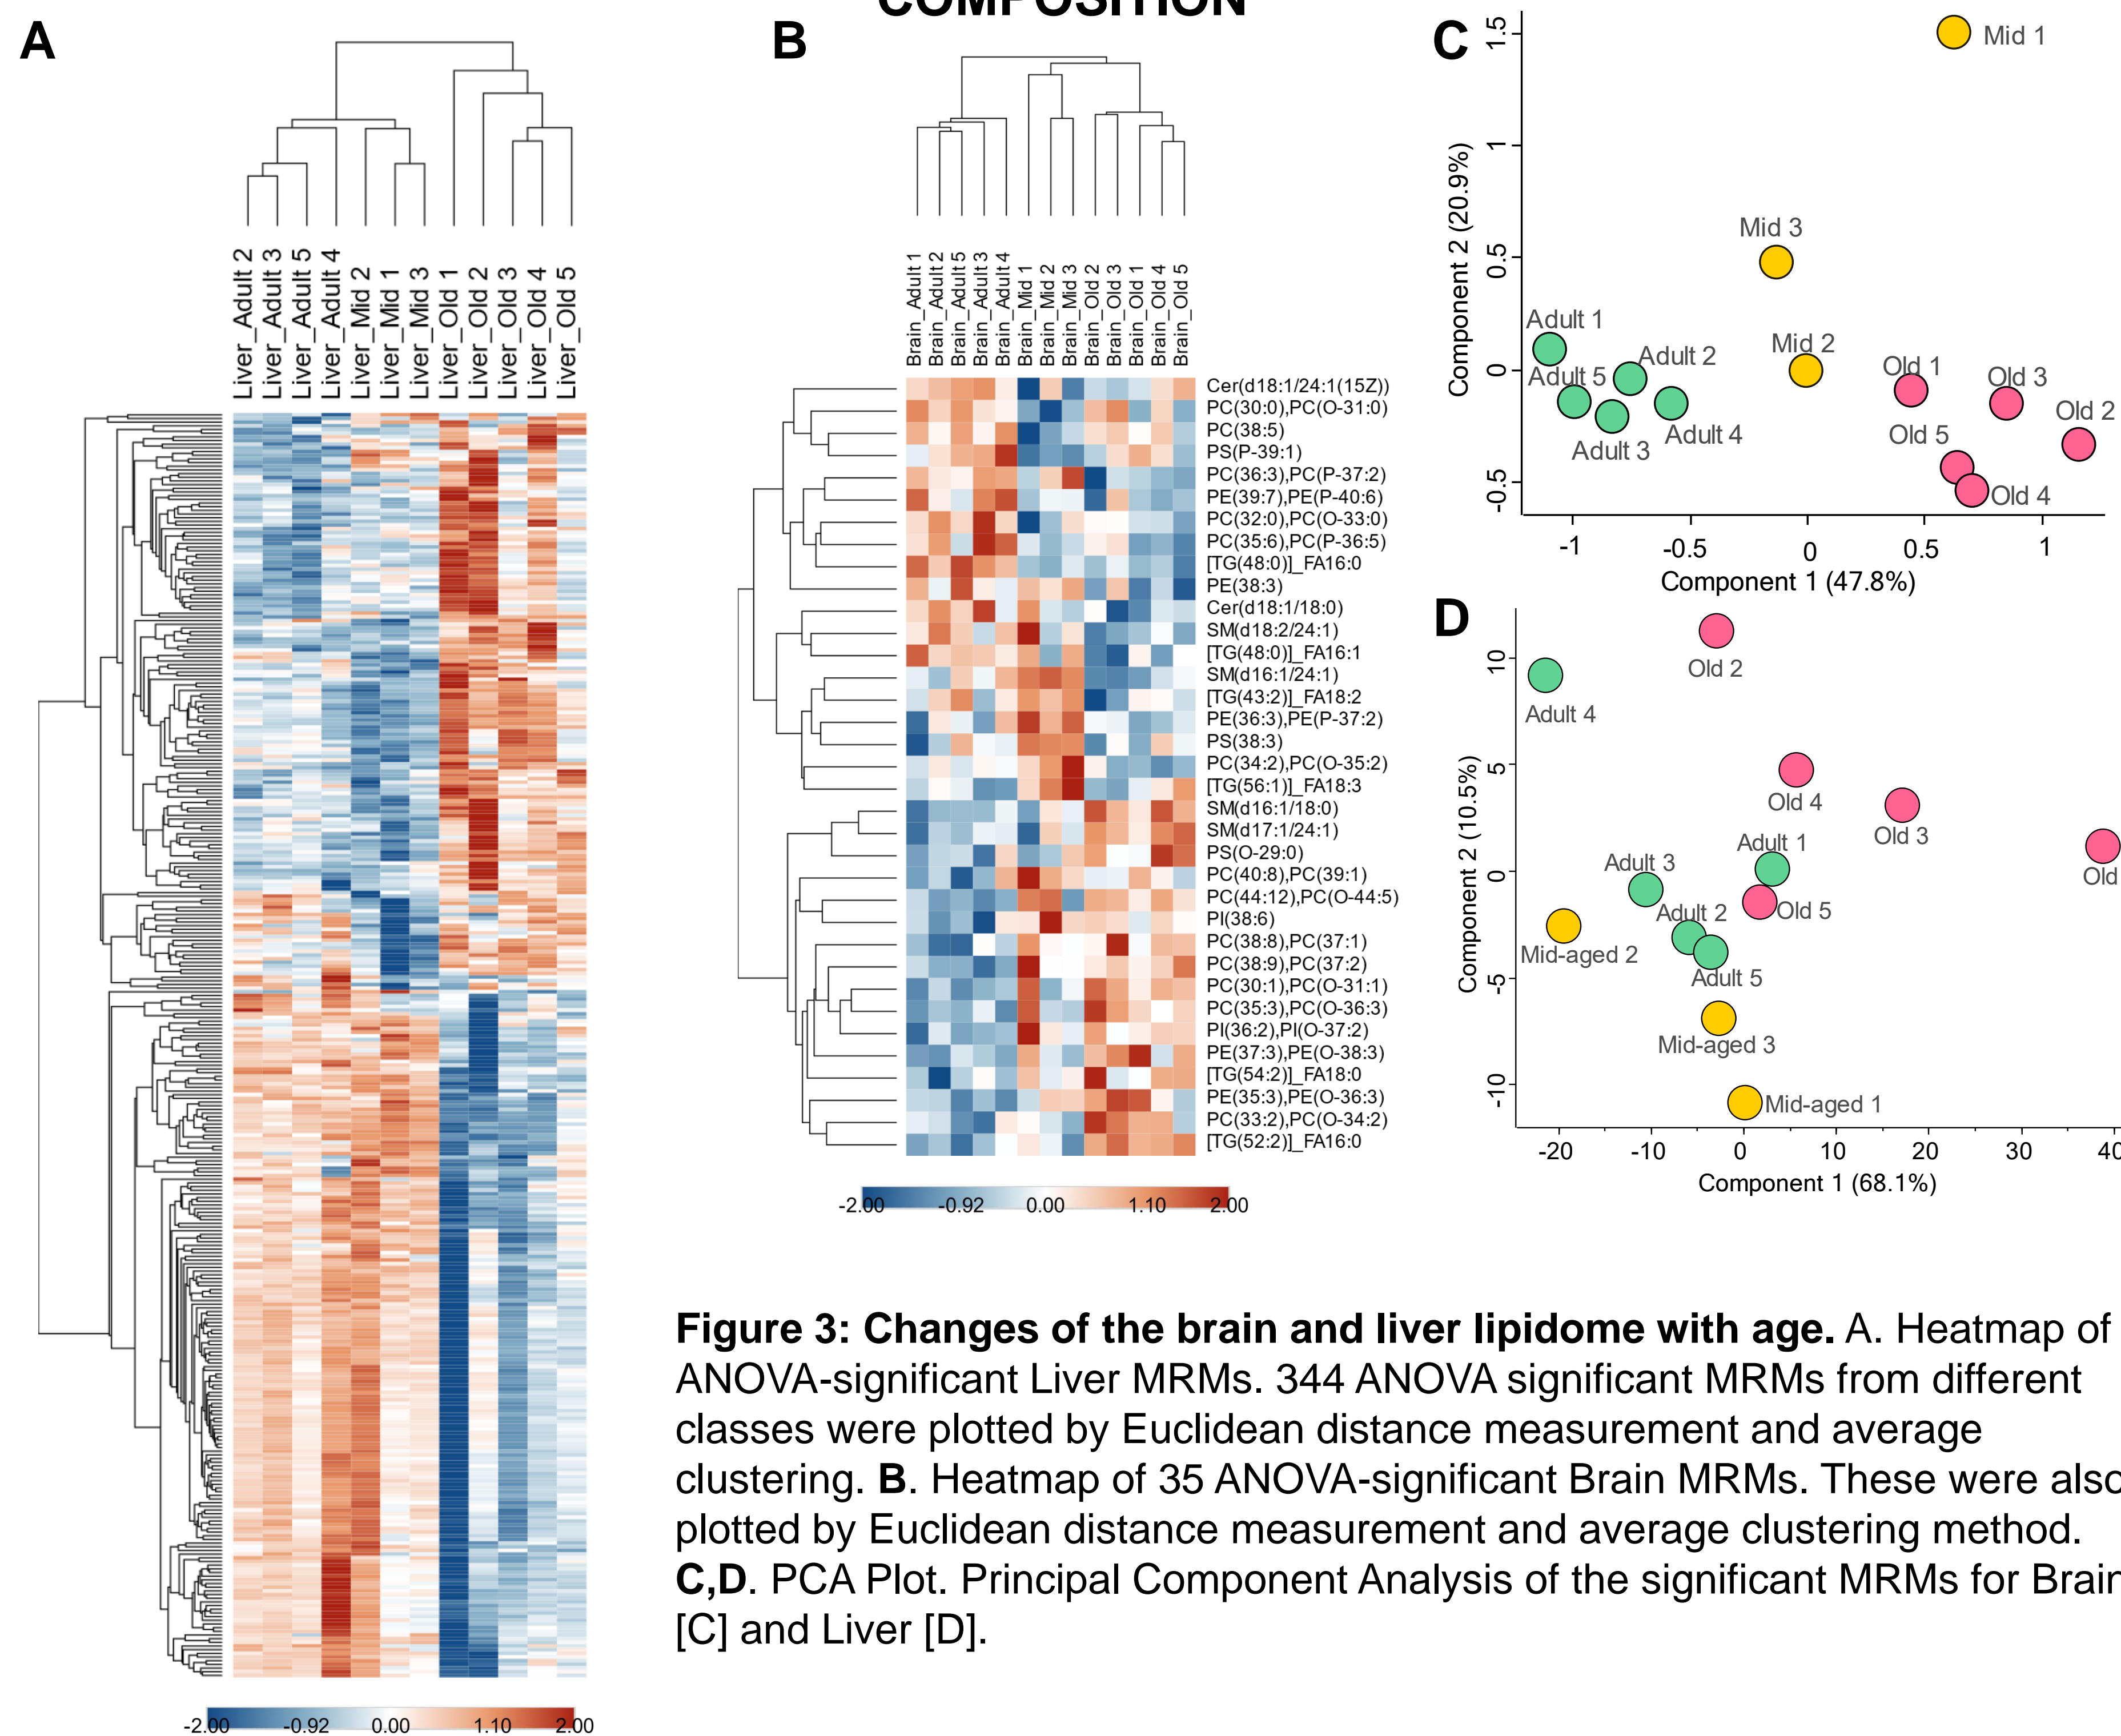 COMPOSITION
A
Liver_Adult 2
Liver_Adult 3
Liver_Adult 5
Liver_Adult 4
Liver_Mid 2
Liver_Mid 1
Liver_Mid 3
Liver_Old 1
Liver_Old 2
Liver_Old 3
Liver_Old 4
Liver_Old 5
-2.00 -0.92 0.00 1.10 2.00
B
Brain_Adult 1
Brain_Adult 2
Brain_Adult 5
Brain_Adult 3
Brain_Adult 4
Brain_Mid 1
Brain_Mid 2
Brain_Mid 3
Brain_Old 2
Brain_Old 3
Brain_Old 1
Brain_Old 4
Brain_Old 5
Cer(d18:1/24:1(15Z))
PC(30:0),PC(O-31:0)
PC(38:5)
PS(P-39:1)
PC(36:3),PC(P-37:2)
PE(39:7),PE(P-40:6)
PC(32:0),PC(O-33:0)
PC(35:6),PC(P-36:5)
[TG(48:0)]_FA16:0
PE(38:3)
Cer(d18:1/18:0)
SM(d18:2/24:1)
[TG(48:0)]_FA16:1
SM(d16:1/24:1)
[TG(43:2)]_FA18:2
PE(36:3),PE(P-37:2)
PS(38:3)
PC(34:2),PC(O-35:2)
[TG(56:1)]_FA18:3
SM(d16:1/18:0)
SM(d17:1/24:1)
PS(O-29:0)
PC(40:8),PC(39:1)
PC(44:12),PC(O-44:5)
PI(38:6)
PC(38:8),PC(37:1)
PC(38:9),PC(37:2)
PC(30:1),PC(O-31:1)
PC(35:3),PC(O-36:3)
PI(36:2),PI(O-37:2)
PE(37:3),PE(O-38:3)
[TG(54:2)]_FA18:0
PE(35:3),PE(O-36:3)
PC(33:2),PC(O-34:2)
[TG(52:2)]_FA16:0
-2.00 -0.92 0.00 1.10 2.00
C
Component 2 (20.9%)
1.5
1
0.5
0
-0.5
Mid 1
Mid 3
Adult 1
Mid 2
Adult 2
Adult 5
Old 1
Old 3
Old 2
Adult 3
Adult 4
Old 5
Old 4
-1 -0.5 0 0.5 1
Component 1 (47.8%)
D
Component 2 (10.5%)
10
5
0
-5
-10
Old 2
Adult 4
Old 4
Old 3
Adult 1
Adult 3
Old
Adult 2
Old 5
Mid-aged 2
Adult 5
Mid-aged 3
Mid-aged 1
-20 -10 0 10 20 30 40
Component 1 (68.1%)
Figure 3: Changes of the brain and liver lipidome with age. A. Heatmap of
ANOVA-significant Liver MRMs. 344 ANOVA significant MRMs from different
classes were plotted by Euclidean distance measurement and average
clustering. B. Heatmap of 35 ANOVA-significant Brain MRMs. These were also
plotted by Euclidean distance measurement and average clustering method.
C,D. PCA Plot. Principal Component Analysis of the significant MRMs for Brain
[C] and Liver [D].